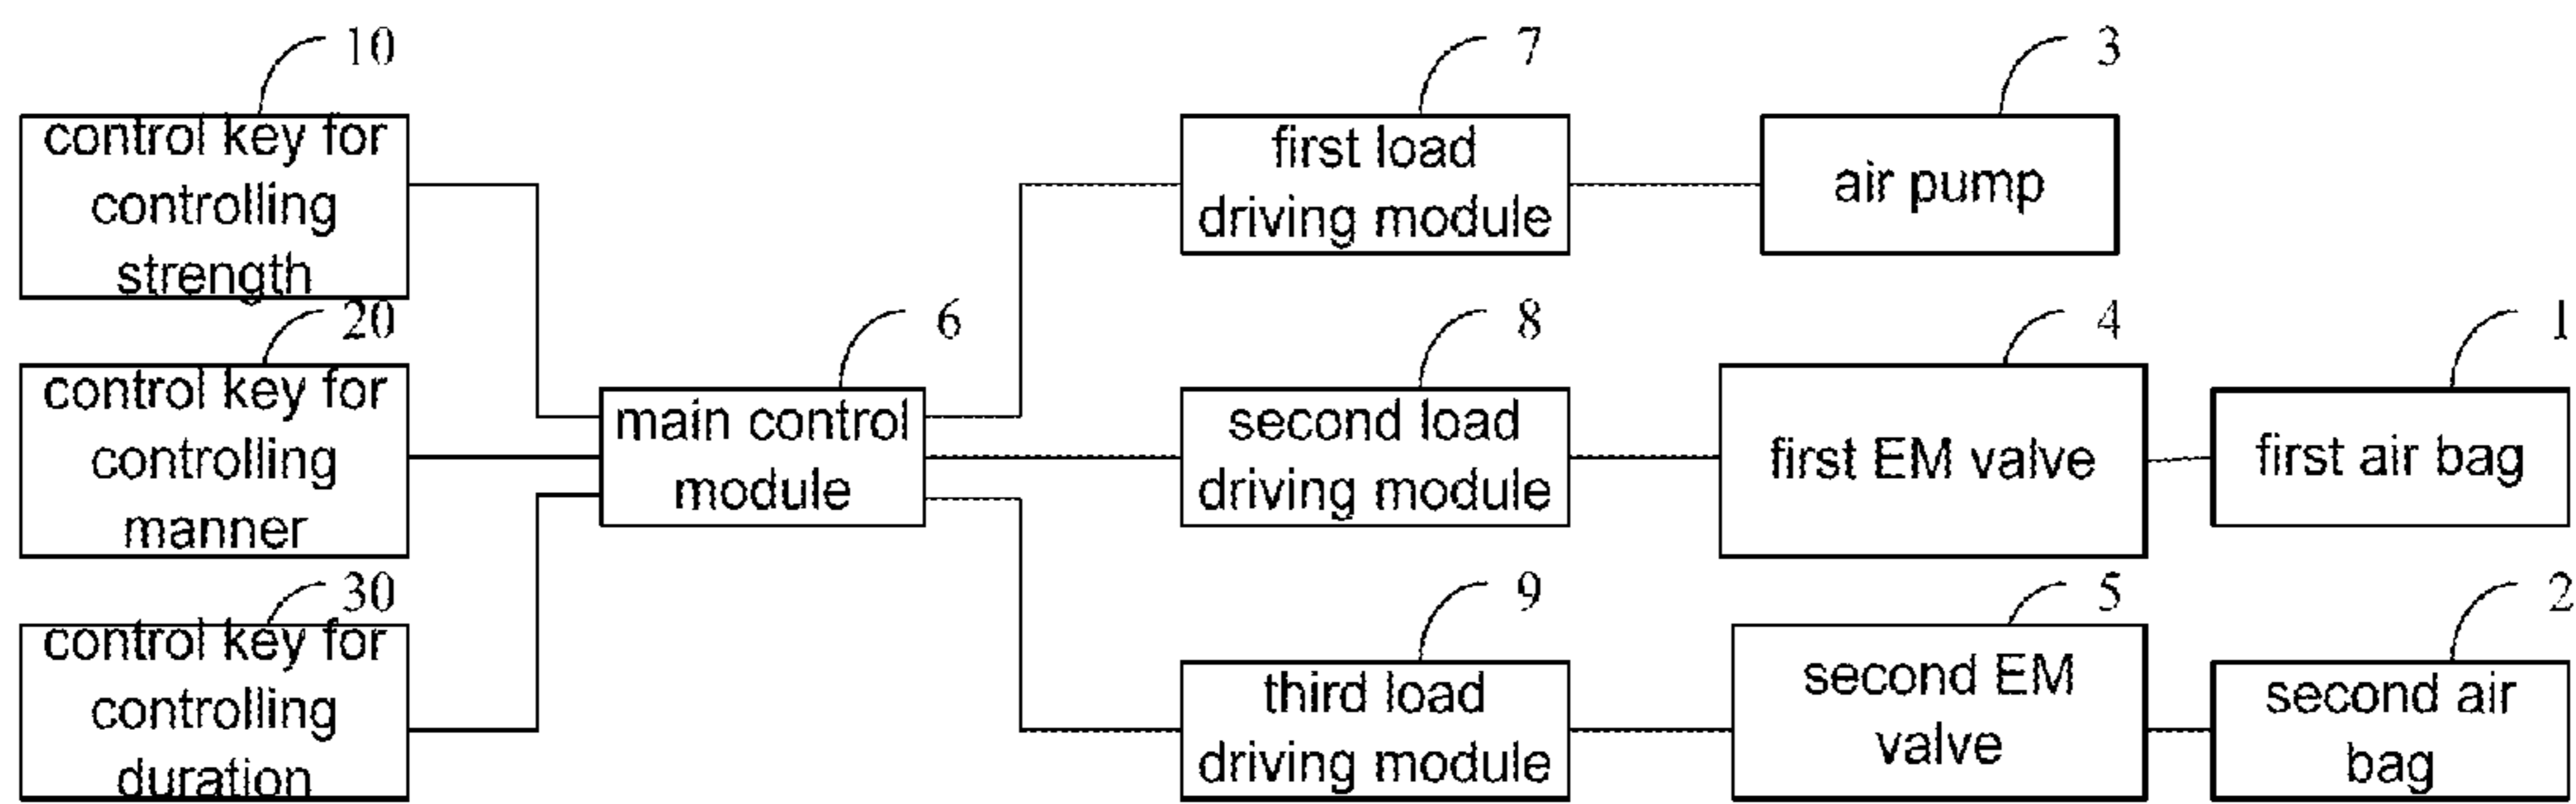 10
control key for
controlling
strength
20
control key for
controlling
manner
30
control key for
controlling
duration
6
main control
module
7
first load
driving module
8
second load
driving module
9
third load
driving module
3
air pump
4
first EM valve
5
second EM
valve
1
first air bag
2
second air
bag